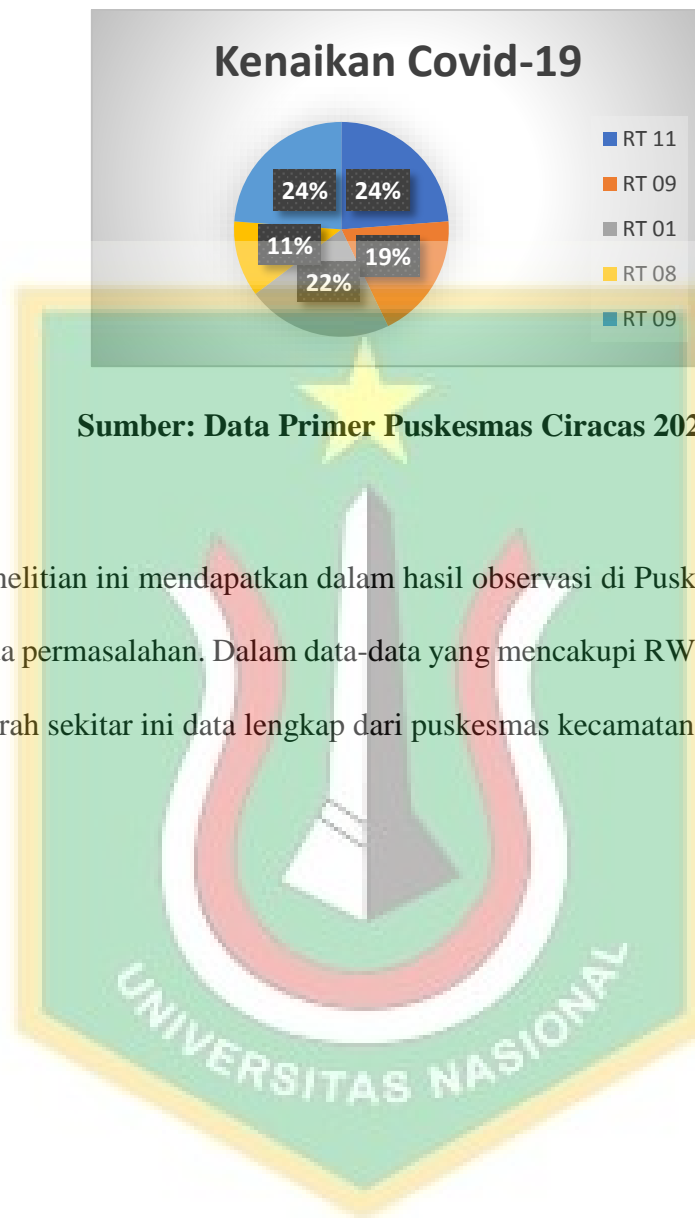 Kenaikan Covid-19
24%
24%
11%
19%
22%
RT 11
RT 09
RT 01
RT 08
RT 09
Sumber: Data Primer Puskesmas Ciracas 202
nelitian ini mendapatkan dalam hasil observasi di Pusk
a permasalahan. Dalam data-data yang mencakupi RW
rah sekitar ini data lengkap dari puskesmas kecamatan
UNIVERSITAS NASIONAL